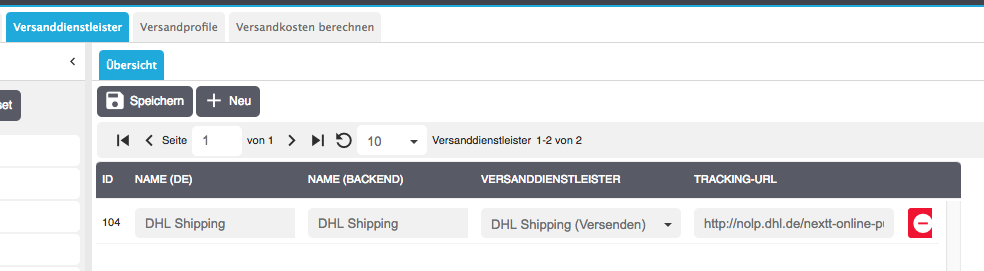 Versanddienstleister Versandprofile Versandkosten berechnen
Übersicht
set Speichern Neu
Seite 1 von 1 10 Versanddienstleister 1-2 von 2
ID NAME (DE) NAME (BACKEND) VERSANDDIENSTLEISTER TRACKING-URL
104 DHL Shipping DHL Shipping DHL Shipping (Versenden) http://nolp.dhl.de/nextt-online-pu